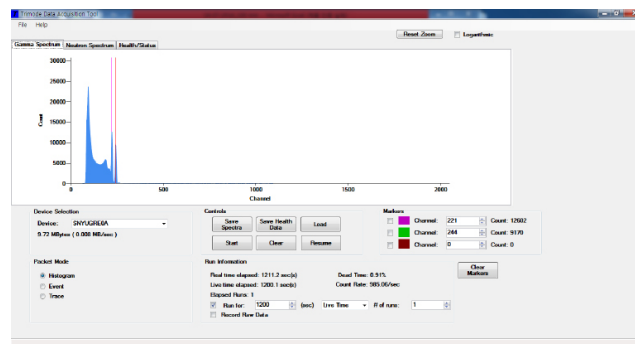 Trimode Data Acquisition Tool
File Help
Reset Zoom Logarithmic
Gamma Spectrum Neutron Spectrum Health/Status
30000
25000
20000
15000
10000
5000
0
Count
0 500 1000 1500 2000
Channel
Device Selection
Device: SNYUGRE0A
9.72 MBytes ( 0.008 MB/sec )
Controls
Save Spectra
Save Health Data
Load
Start Clear Resume
Markers
Channel: 221 Count: 12602
Channel: 244 Count: 9170
Channel: 0 Count: 0
Clear Markers
Packet Mode
Histogram
Event
Trace
Run Information
Real time elapsed: 1211.2 sec(s) Dead Time: 0.91%
Live time elapsed: 1200.1 sec(s) Count Rate: 985.06/sec
Elapsed Runs: 1
Run for: 1200 (sec) Live Time # of runs: 1
Record Raw Data